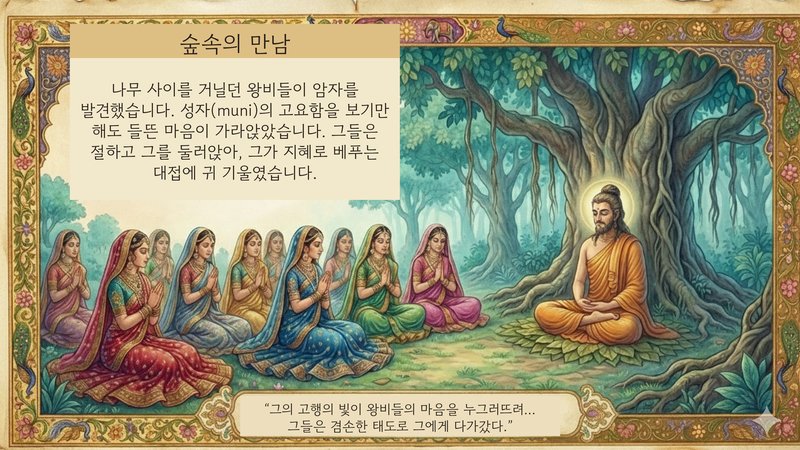 숲속의 만남
나무 사이를 거닐던 왕비들이 암자를
발견했습니다. 성자(muni)의 고요함을 보기만
해도 들뜬 마음이 가라앉았습니다. 그들은
절하고 그를 둘러앉아, 그가 지혜로 베푸는
대접에 귀 기울였습니다.
“그의 고행의 빛이 왕비들의 마음을 누그러뜨려...
그들은 겸손한 태도로 그에게 다가갔다.”